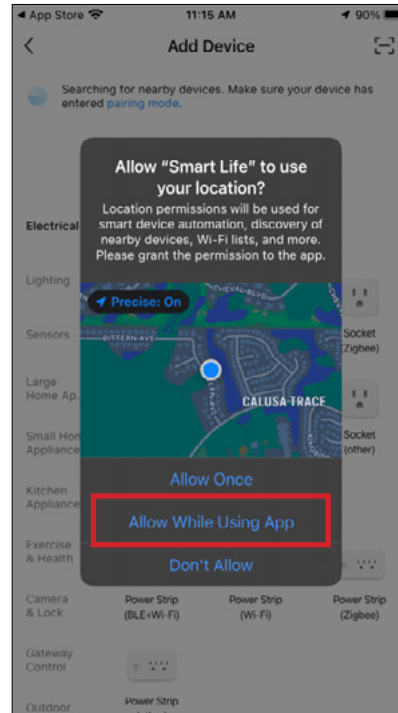 App Store
11:15 AM
90%
Add Device
Searching for nearby devices. Make sure your device has
entered pairing mode.
Allow “Smart Life” to use
your location?
Location permissions will be used for
smart device automation, discovery of
nearby devices, Wi-Fi lists, and more.
Please grant the permission to the app.
Electrical
Lighting
Precise: On
CHEVAL-BLVD
Sensors
BITTERN-AVE
Socket
(Zigbee)
Large
Home Ap.
CALUSA TRACE
Small Hom
Appliance
Socket
(other)
Allow Once
Kitchen
Appliance
Allow While Using App
Exercise
& Health
Don't Allow
Camera
& Lock
Power Strip
(BLE+Wi-Fi)
Power Strip
(Wi-Fi)
Power Strip
(Zigbee)
Gateway
Control
Outdoor
Power Strip